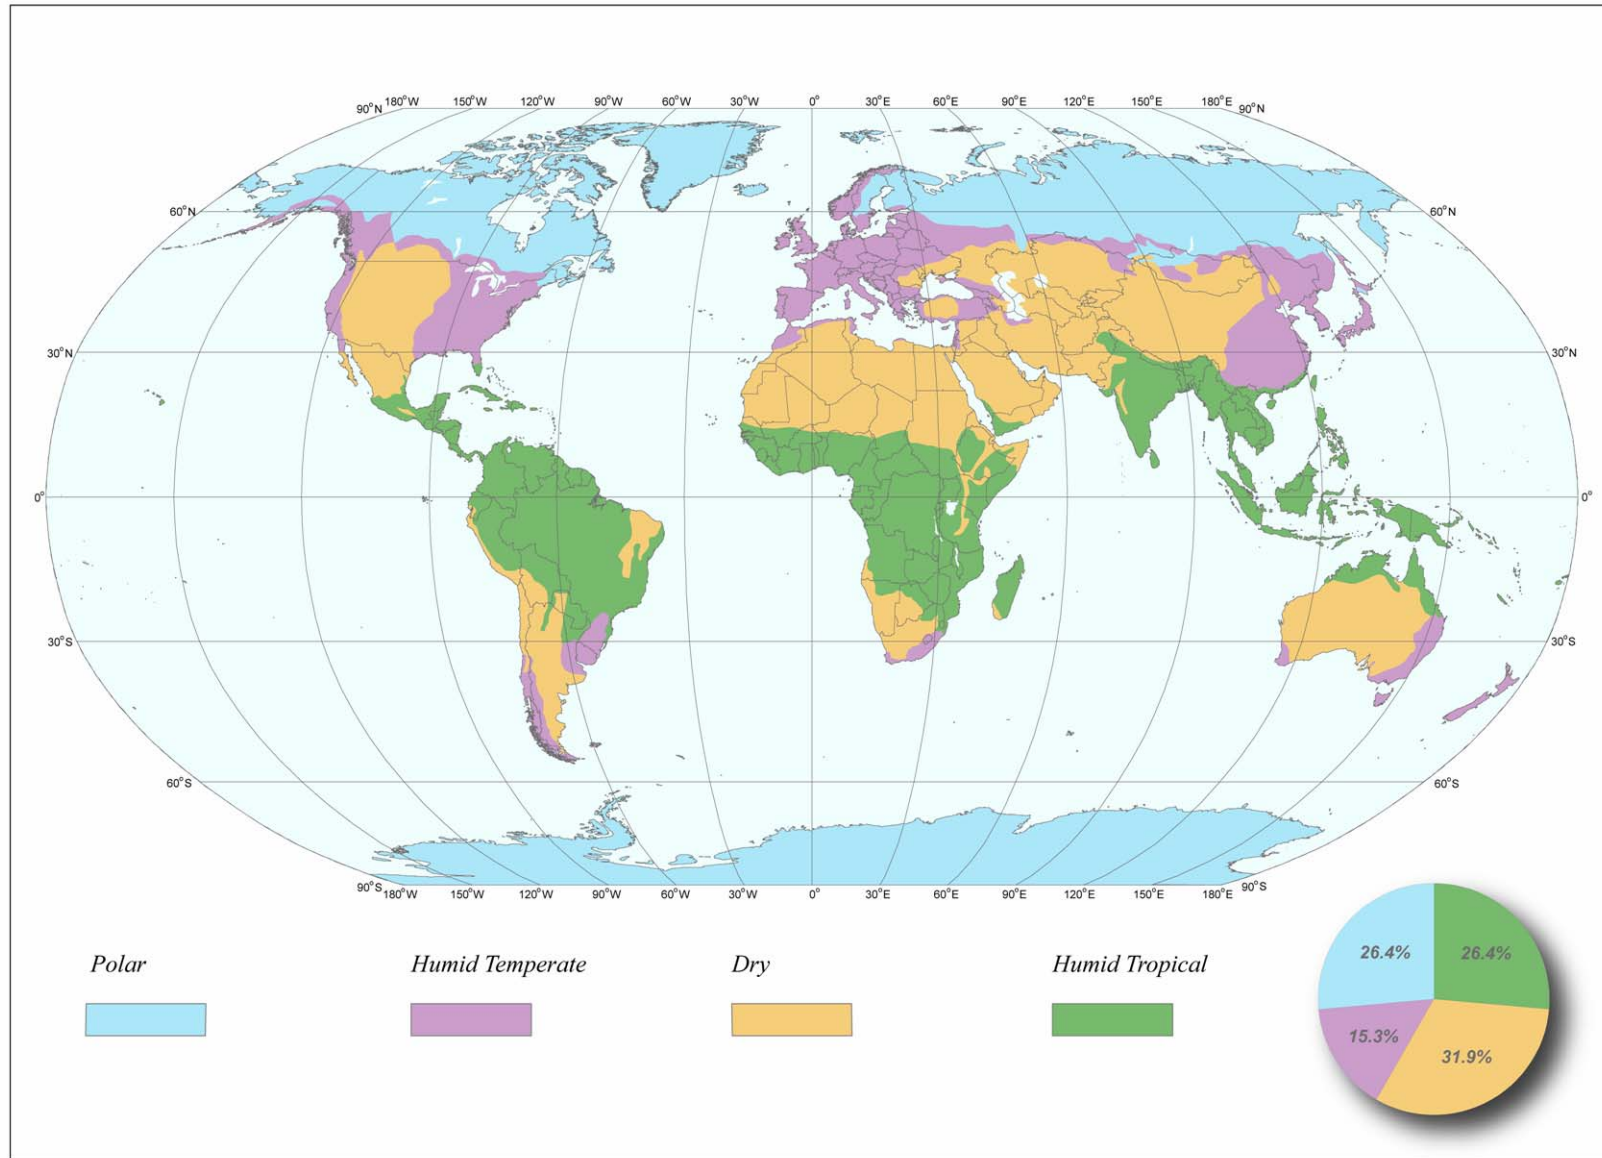 90°N 180°W 150°W 120°W 90°W 60°W 30°W 0° 30°E 60°E 90°E 120°E 150°E 180°E 90°N
60°N 60°N
30°N 30°N
0° 0°
30°S 30°S
60°S 60°S
90°S 180°W 150°W 120°W 90°W 60°W 30°W 0° 30°E 60°E 90°E 120°E 150°E 180°E 90°S
Polar Humid Temperate Dry Humid Tropical
26.4% 26.4%
15.3% 31.9%